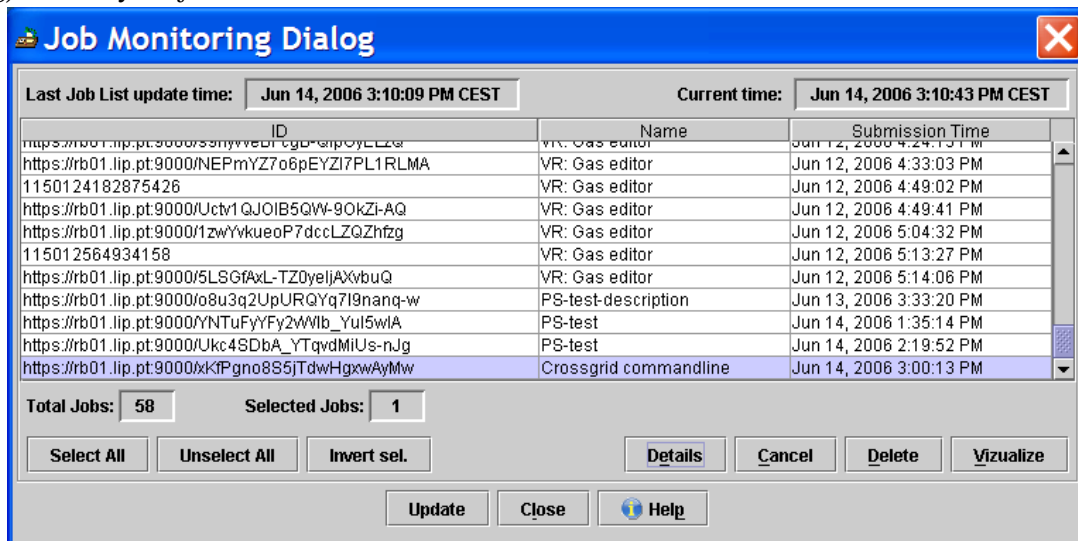 Job Monitoring Dialog
Last Job List update time: Jun 14, 2006 3:10:09 PM CEST Current time: Jun 14, 2006 3:10:43 PM CEST
ID Name Submission Time
VR: Gas editor Jun 12, 2006
https://rb01.lip.pt:9000/NEPmYZ7o6pEYZl7PL1RLMA VR: Gas editor Jun 12, 2006 4:33:03 PM
1150124182875426 VR: Gas editor Jun 12, 2006 4:49:02 PM
https://rb01.lip.pt:9000/Uctv1QJOIB5QW-9OkZi-AQ VR: Gas editor Jun 12, 2006 4:49:41 PM
https://rb01.lip.pt:9000/1zwYvkueoP7dccLZQZhfzg VR: Gas editor Jun 12, 2006 5:04:32 PM
115012564934158 VR: Gas editor Jun 12, 2006 5:13:27 PM
https://rb01.lip.pt:9000/5LSGfAxL-TZ0yeljAXvbuQ VR: Gas editor Jun 12, 2006 5:14:06 PM
https://rb01.lip.pt:9000/o8u3q2UpURQYq7l9nanq-w PS-test-description Jun 13, 2006 3:33:20 PM
https://rb01.lip.pt:9000/YNTuFyYFy2WWlb_Yul5wlA PS-test Jun 14, 2006 1:35:14 PM
https://rb01.lip.pt:9000/Ukc4SDbA_YTqvdMiUs-nJg PS-test Jun 14, 2006 2:19:52 PM
https://rb01.lip.pt:9000/xKfPgno8S5jTdwHgxwAyMw Crossgrid commandline Jun 14, 2006 3:00:13 PM
Total Jobs: 58 Selected Jobs: 1
Select All Unselect All Invert sel. Details Cancel Delete Vizualize
Update Close Help